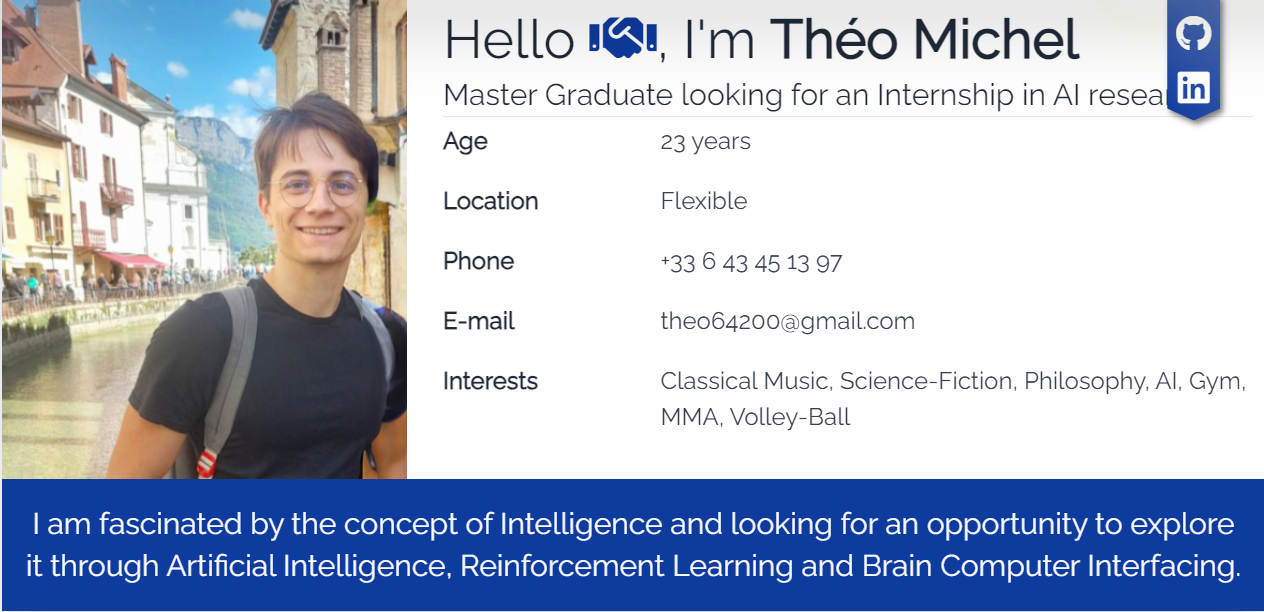 Hello , I'm Théo Michel
Master Graduate looking for an Internship in AI
Age 23 years
Location Flexible
Phone +33 6 43 45 13 97
E-mail theo64200@gmail.com
Interests Classical Music, Science-Fiction, Philosophy, AI, Gym,
MMA, Volley-Ball
I am fascinated by the concept of Intelligence and looking for an opportunity to explore
it through Artificial Intelligence, Reinforcement Learning and Brain Computer Interfacing.
in